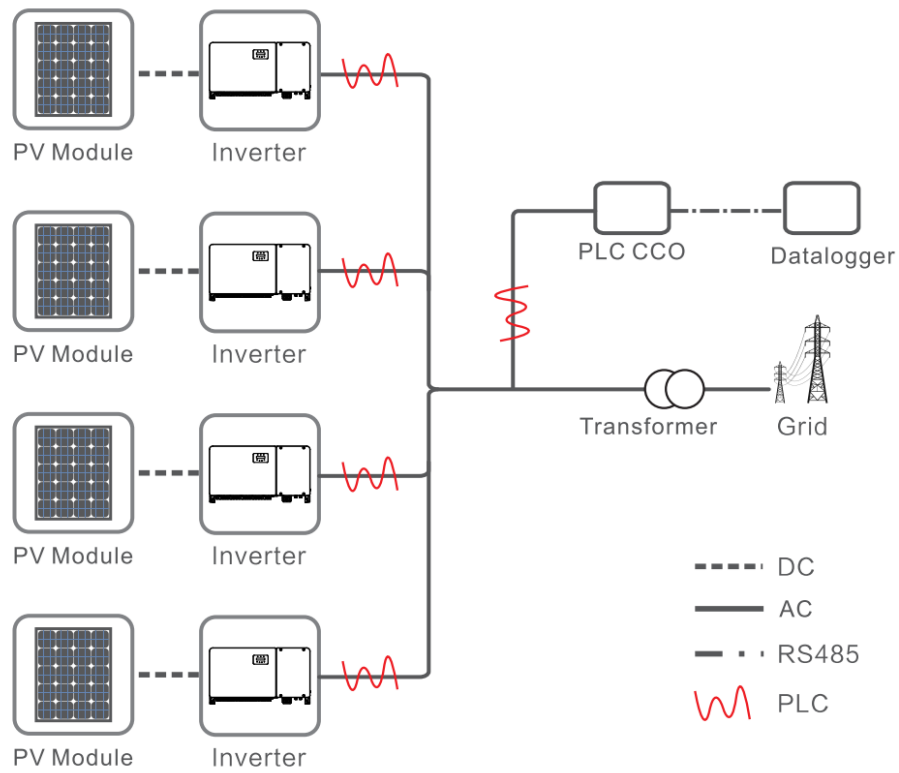 PV Module
Inverter
PV Module
Inverter
PLC CCO
Datalogger
PV Module
Inverter
Transformer
Grid
PV Module
Inverter
DC
AC
RS485
PLC